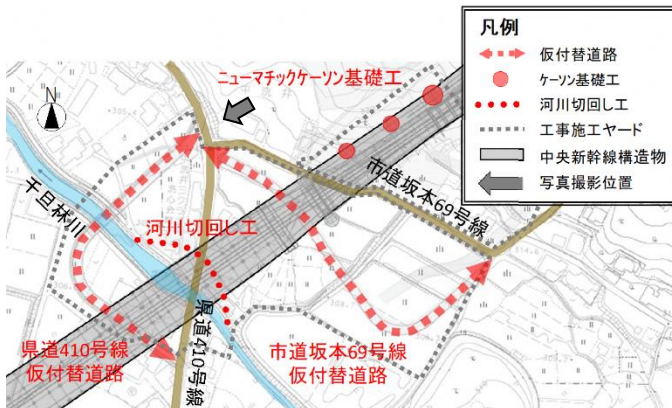 凡例
仮付替道路
ケーソン基礎工
河川切回し工
工事施工ヤード
中央新幹線構造物
写真撮影位置
ニューマチックケーソン基礎工
N
千旦林川
市道坂本69号線
河川切回し工
県道410号線
県道410号線
仮付替道路
市道坂本69号線
仮付替道路